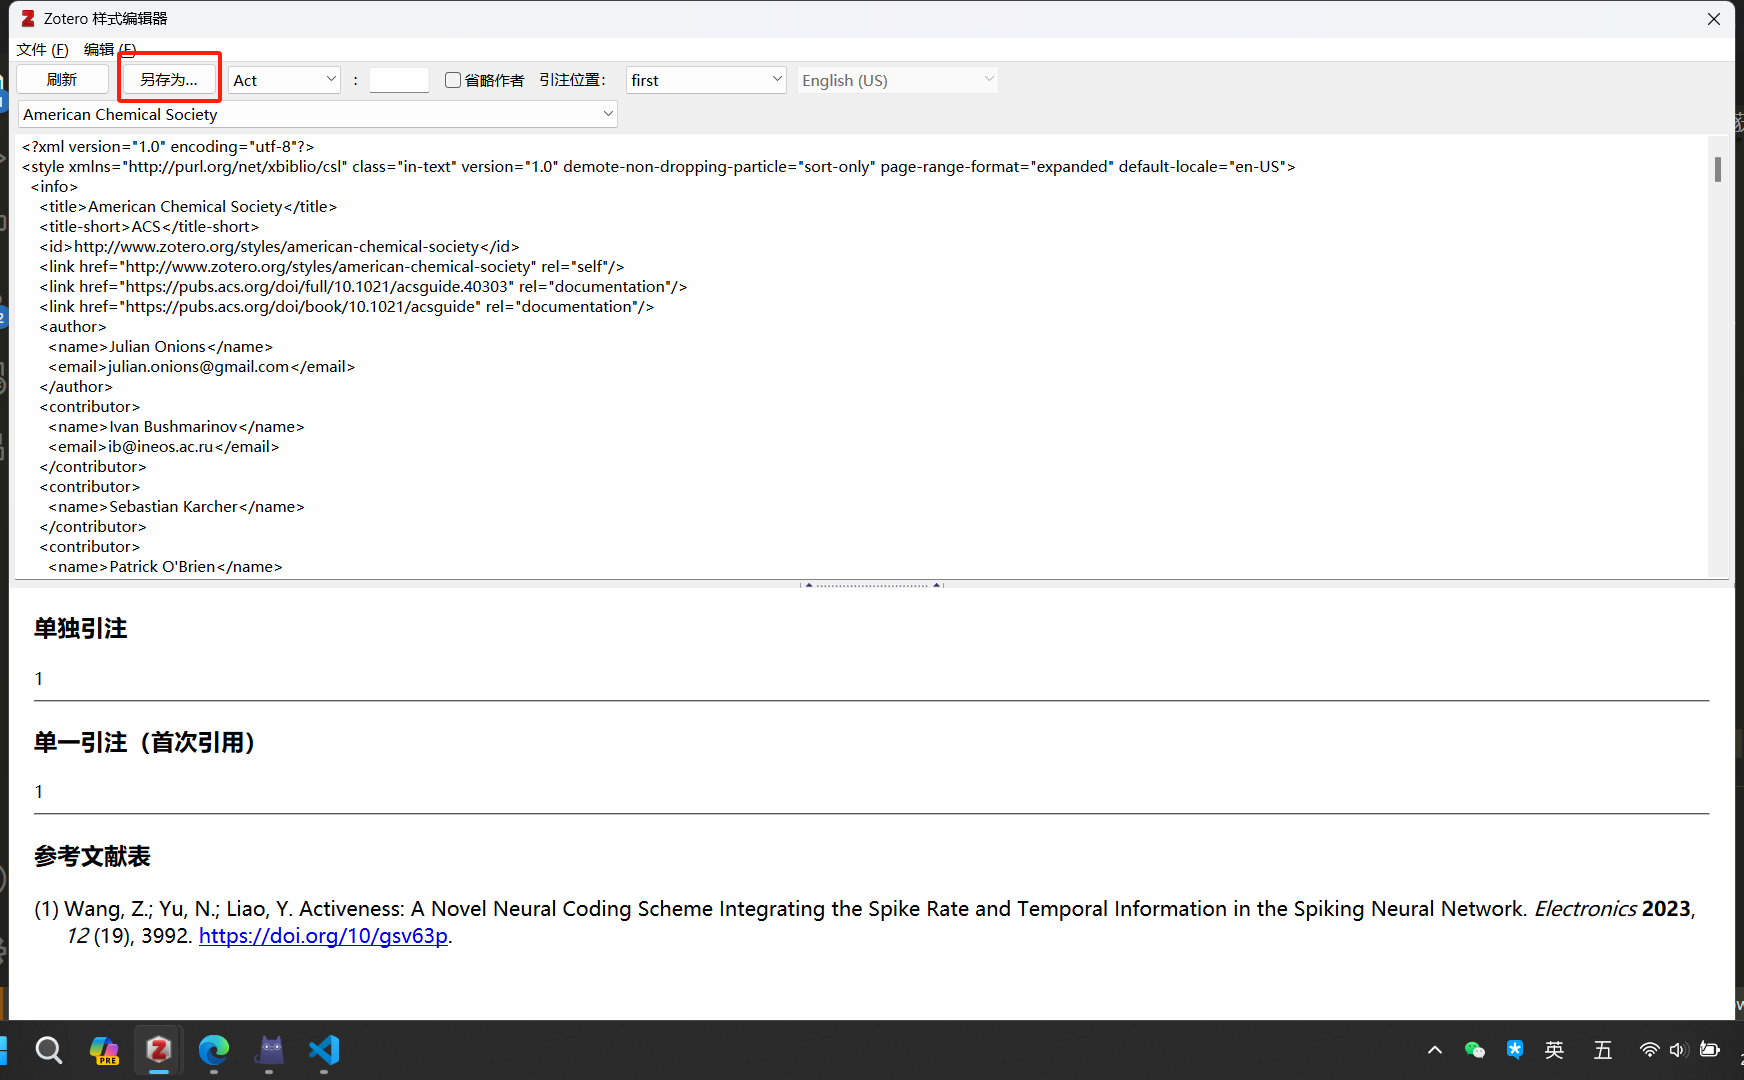 Zotero 样式编辑器
文件 (F) 编辑 (E)
刷新 另存为... Act : 省略作者 引注位置: first English (US)
American Chemical Society
<?xml version="1.0" encoding="utf-8"?>
<style xmlns="http://purl.org/net/xbiblio/csl" class="in-text" version="1.0" demote-non-dropping-particle="sort-only" page-range-format="expanded" default-locale="en-US">
<info>
<title>American Chemical Society</title>
<title-short>ACS</title-short>
<id>http://www.zotero.org/styles/american-chemical-society</id>
<link href="http://www.zotero.org/styles/american-chemical-society" rel="self"/>
<link href="https://pubs.acs.org/doi/full/10.1021/acsguide.40303" rel="documentation"/>
<link href="https://pubs.acs.org/doi/book/10.1021/acsguide" rel="documentation"/>
<author>
<name>Julian Onions</name>
<email>julian.onions@gmail.com</email>
</author>
<contributor>
<name>Ivan Bushmarinov</name>
<email>ib@ineos.ac.ru</email>
</contributor>
<contributor>
<name>Sebastian Karcher</name>
</contributor>
<contributor>
<name>Patrick O'Brien</name>
单独引注
1
单一引注（首次引用）
1
参考文献表
(1) Wang, Z.; Yu, N.; Liao, Y. Activeness: A Novel Neural Coding Scheme Integrating the Spike Rate and Temporal Information in the Spiking Neural Network. Electronics 2023,
12 (19), 3992. https://doi.org/10/gsv63p.
PRE 英 五